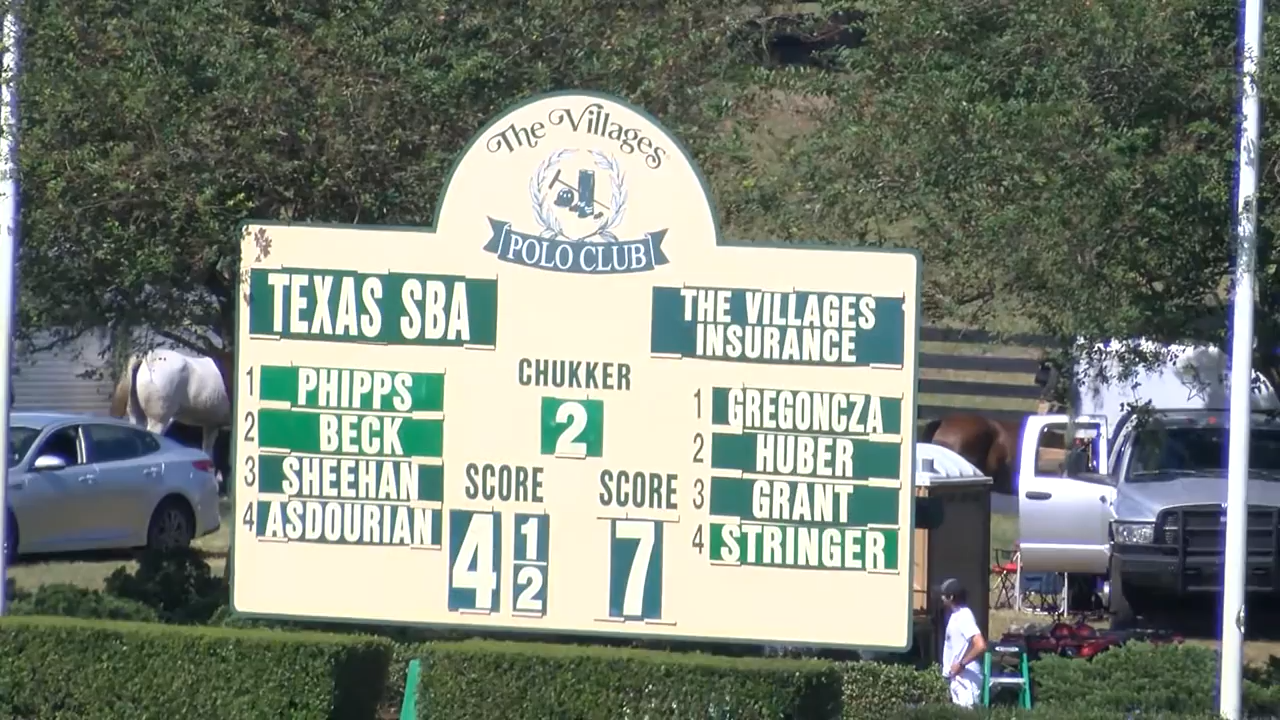 The Villages
POLO CLUB
TEXAS SBA
THE VILLAGES
INSURANCE
CHUKKER
2
1 PHIPPS
2 BECK
3 SHEEHAN
4 ASDOURIAN
1 GREGONCZA
2 HUBER
3 GRANT
4 STRINGER
SCORE
4 1
2
SCORE
7